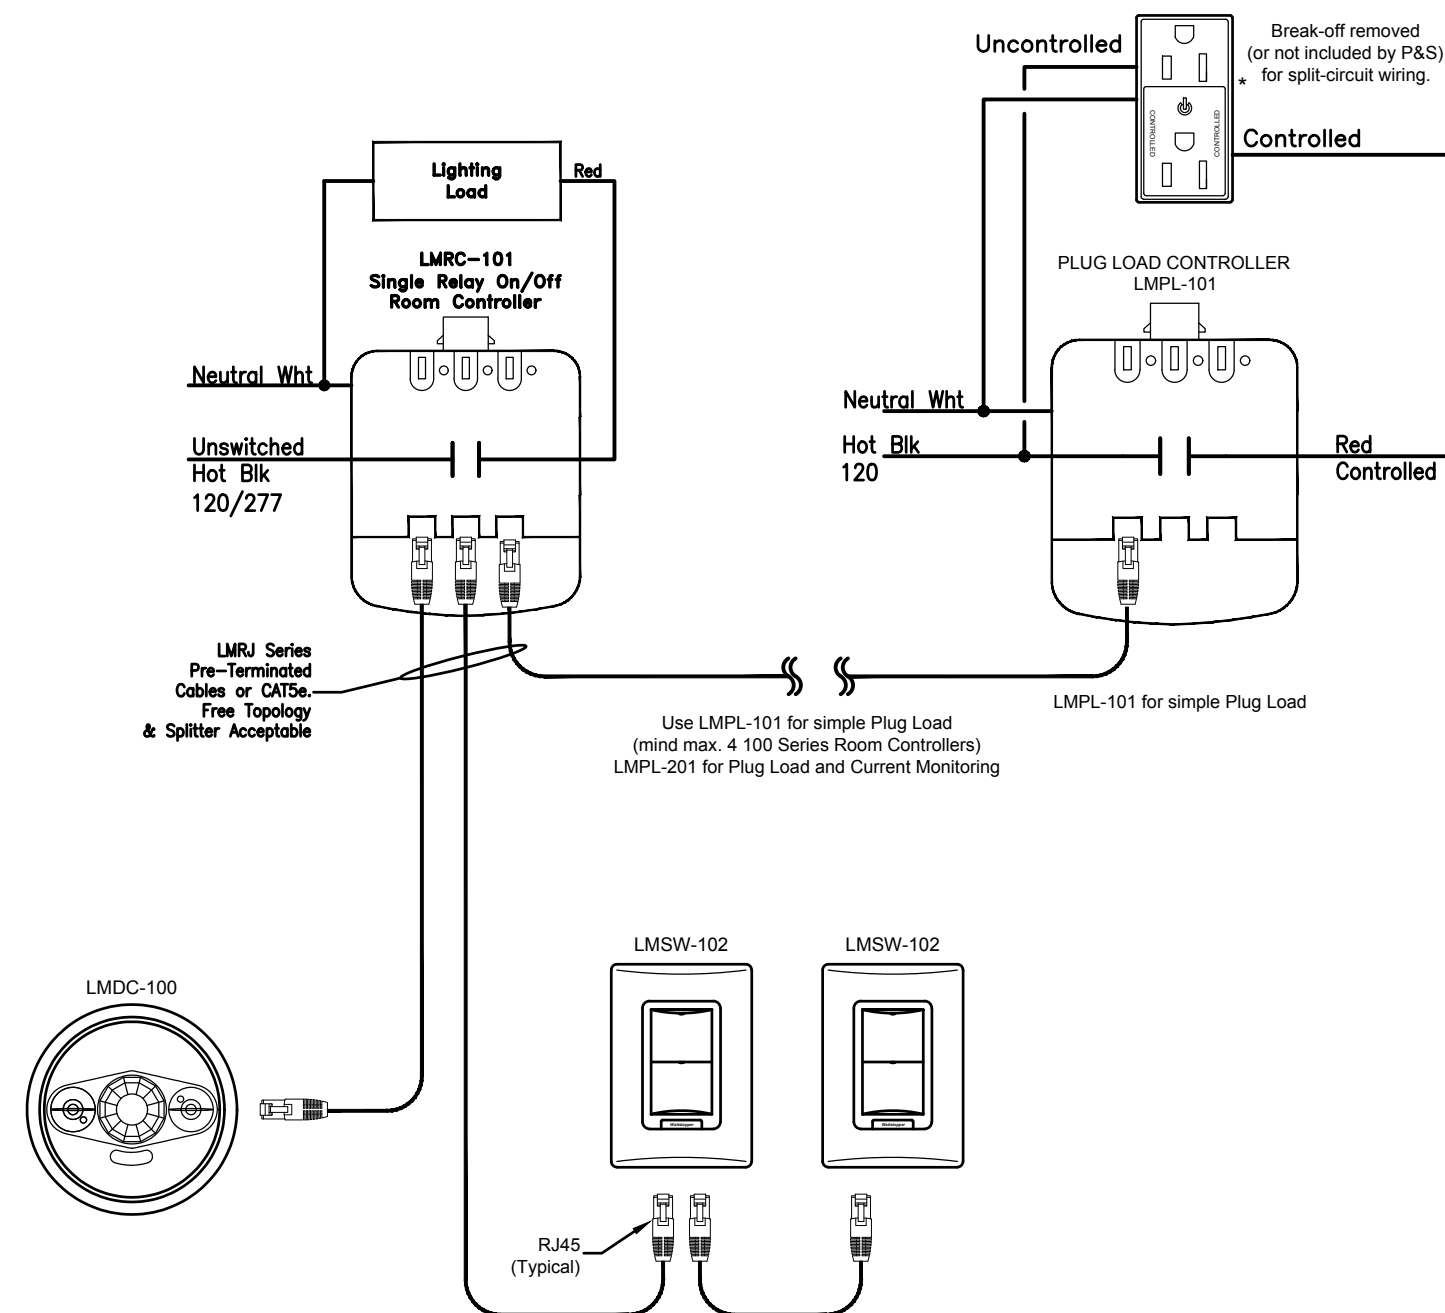 Uncontrolled
Break-off removed
(or not included by P&S)
for split-circuit wiring.
*
CONTROLLED
CONTROLLED
Controlled
Lighting
Load
Red
LMRC-101
Single Relay On/Off
Room Controller
PLUG LOAD CONTROLLER
LMPL-101
Neutral Wht
Unswitched
Hot Blk
120/277
Neutral Wht
Hot Blk
120
Red
Controlled
LMRJ Series
Pre-Terminated
Cables or CAT5e.
Free Topology
& Splitter Acceptable
Use LMPL-101 for simple Plug Load
(mind max. 4 100 Series Room Controllers)
LMPL-201 for Plug Load and Current Monitoring
LMPL-101 for simple Plug Load
LMDC-100
LMSW-102
LMSW-102
WattStopper
WattStopper
RJ45
(Typical)